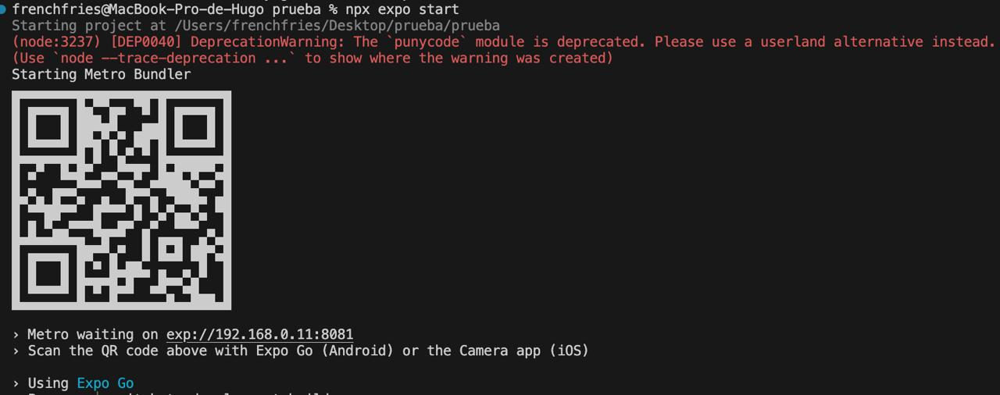 frenchfries@MacBook-Pro-de-Hugo prueba % npx expo start
Starting project at /Users/frenchfries/Desktop/prueba/prueba
(node:3237) [DEP0040] DeprecationWarning: The `punycode` module is deprecated. Please use a userland alternative instead.
(Use `node --trace-deprecation ...` to show where the warning was created)
Starting Metro Bundler
› Metro waiting on exp://192.168.0.11:8081
› Scan the QR code above with Expo Go (Android) or the Camera app (iOS)
› Using Expo Go